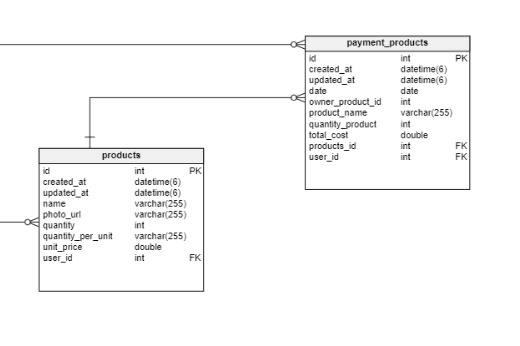 payment_products
id int PK
created_at datetime(6)
updated_at datetime(6)
date date
owner_product_id int
product_name varchar(255)
quantity_product int
total_cost double
products_id int FK
user_id int FK
products
id int PK
created_at datetime(6)
updated_at datetime(6)
name varchar(255)
photo_url varchar(255)
quantity int
quantity_per_unit varchar(255)
unit_price double
user_id int FK